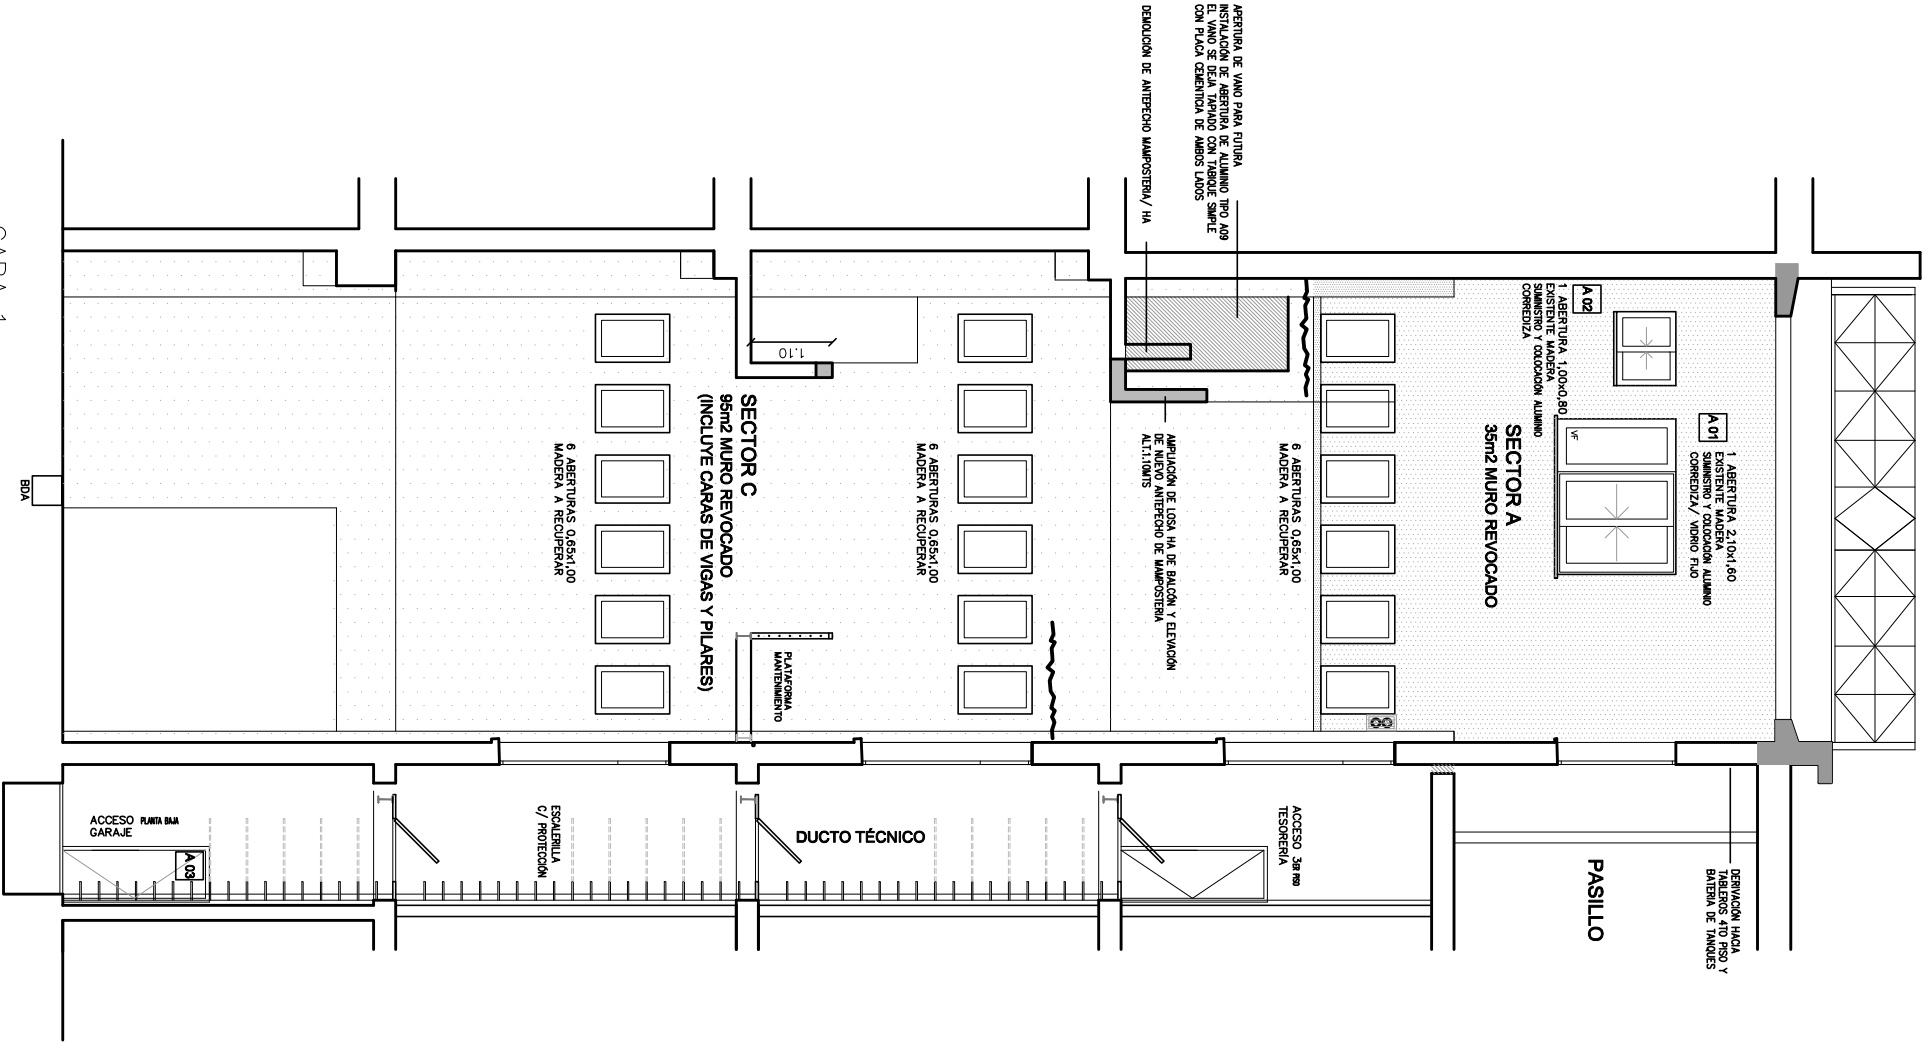 DERIVACIÓN HACIA
TABLEROS 4TO PISO Y
BATERIA DE TANQUES
PASILLO
A 01
1 ABERTURA 2,10x1,60
EXISTENTE MADERA
SUMINISTRO Y COLOCACIÓN ALUMINIO
CORREDIZA/ VIDRIO FIJO
A 02
1 ABERTURA 1,00x0,80
EXISTENTE MADERA
SUMINISTRO Y COLOCACIÓN ALUMINIO
CORREDIZA
VF
SECTOR A
35m2 MURO REVOCADO
6 ABERTURAS 0,65x1,00
MADERA A RECUPERAR
ACCESO 3ER PISO
TESORERÍA
APERTURA DE VANO PARA FUTURA
INSTALACIÓN DE ABERTURA DE ALUMINIO TIPO A09
EL VANO SE DEJA TAPIADO CON TABIQUE SIMPLE
CON PLACA CEMENTICIA DE AMBOS LADOS
DEMOLICIÓN DE ANTEPECHO MAMPOSTERIA/ HA
AMPLIACIÓN DE LOSA HA DE BALCÓN Y ELEVACIÓN
DE NUEVO ANTEPECHO DE MAMPOSTERIA
ALT.1.10MTS
6 ABERTURAS 0,65x1,00
MADERA A RECUPERAR
DUCTO TÉCNICO
1.10
PLATAFORMA
MANTENIMIENTO
SECTOR C
95m2 MURO REVOCADO
(INCLUYE CARAS DE VIGAS Y PILARES)
6 ABERTURAS 0,65x1,00
MADERA A RECUPERAR
ESCALERILLA
C/ PROTECCIÓN
ACCESO PLANTA BAJA
GARAJE
A 03
BDA